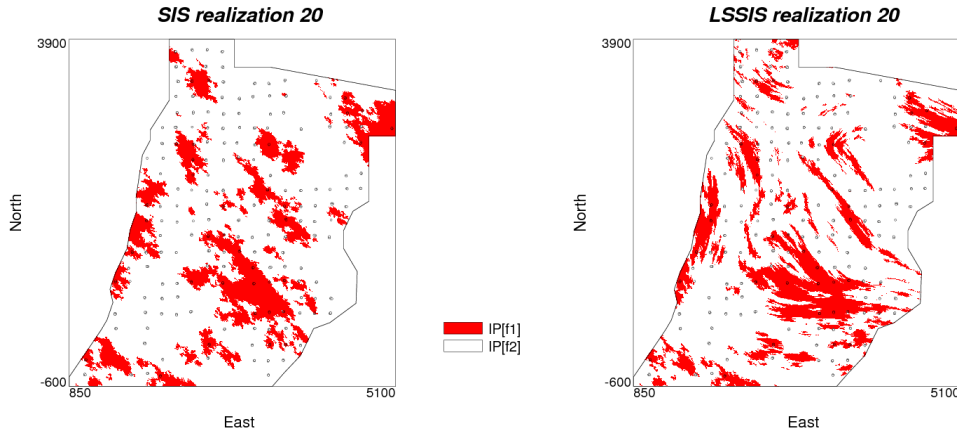 SIS realization 20
LSSIS realization 20
3900
3900
North
North
IP[f1]
IP[f2]
-600
-600
850
5100
850
5100
East
East